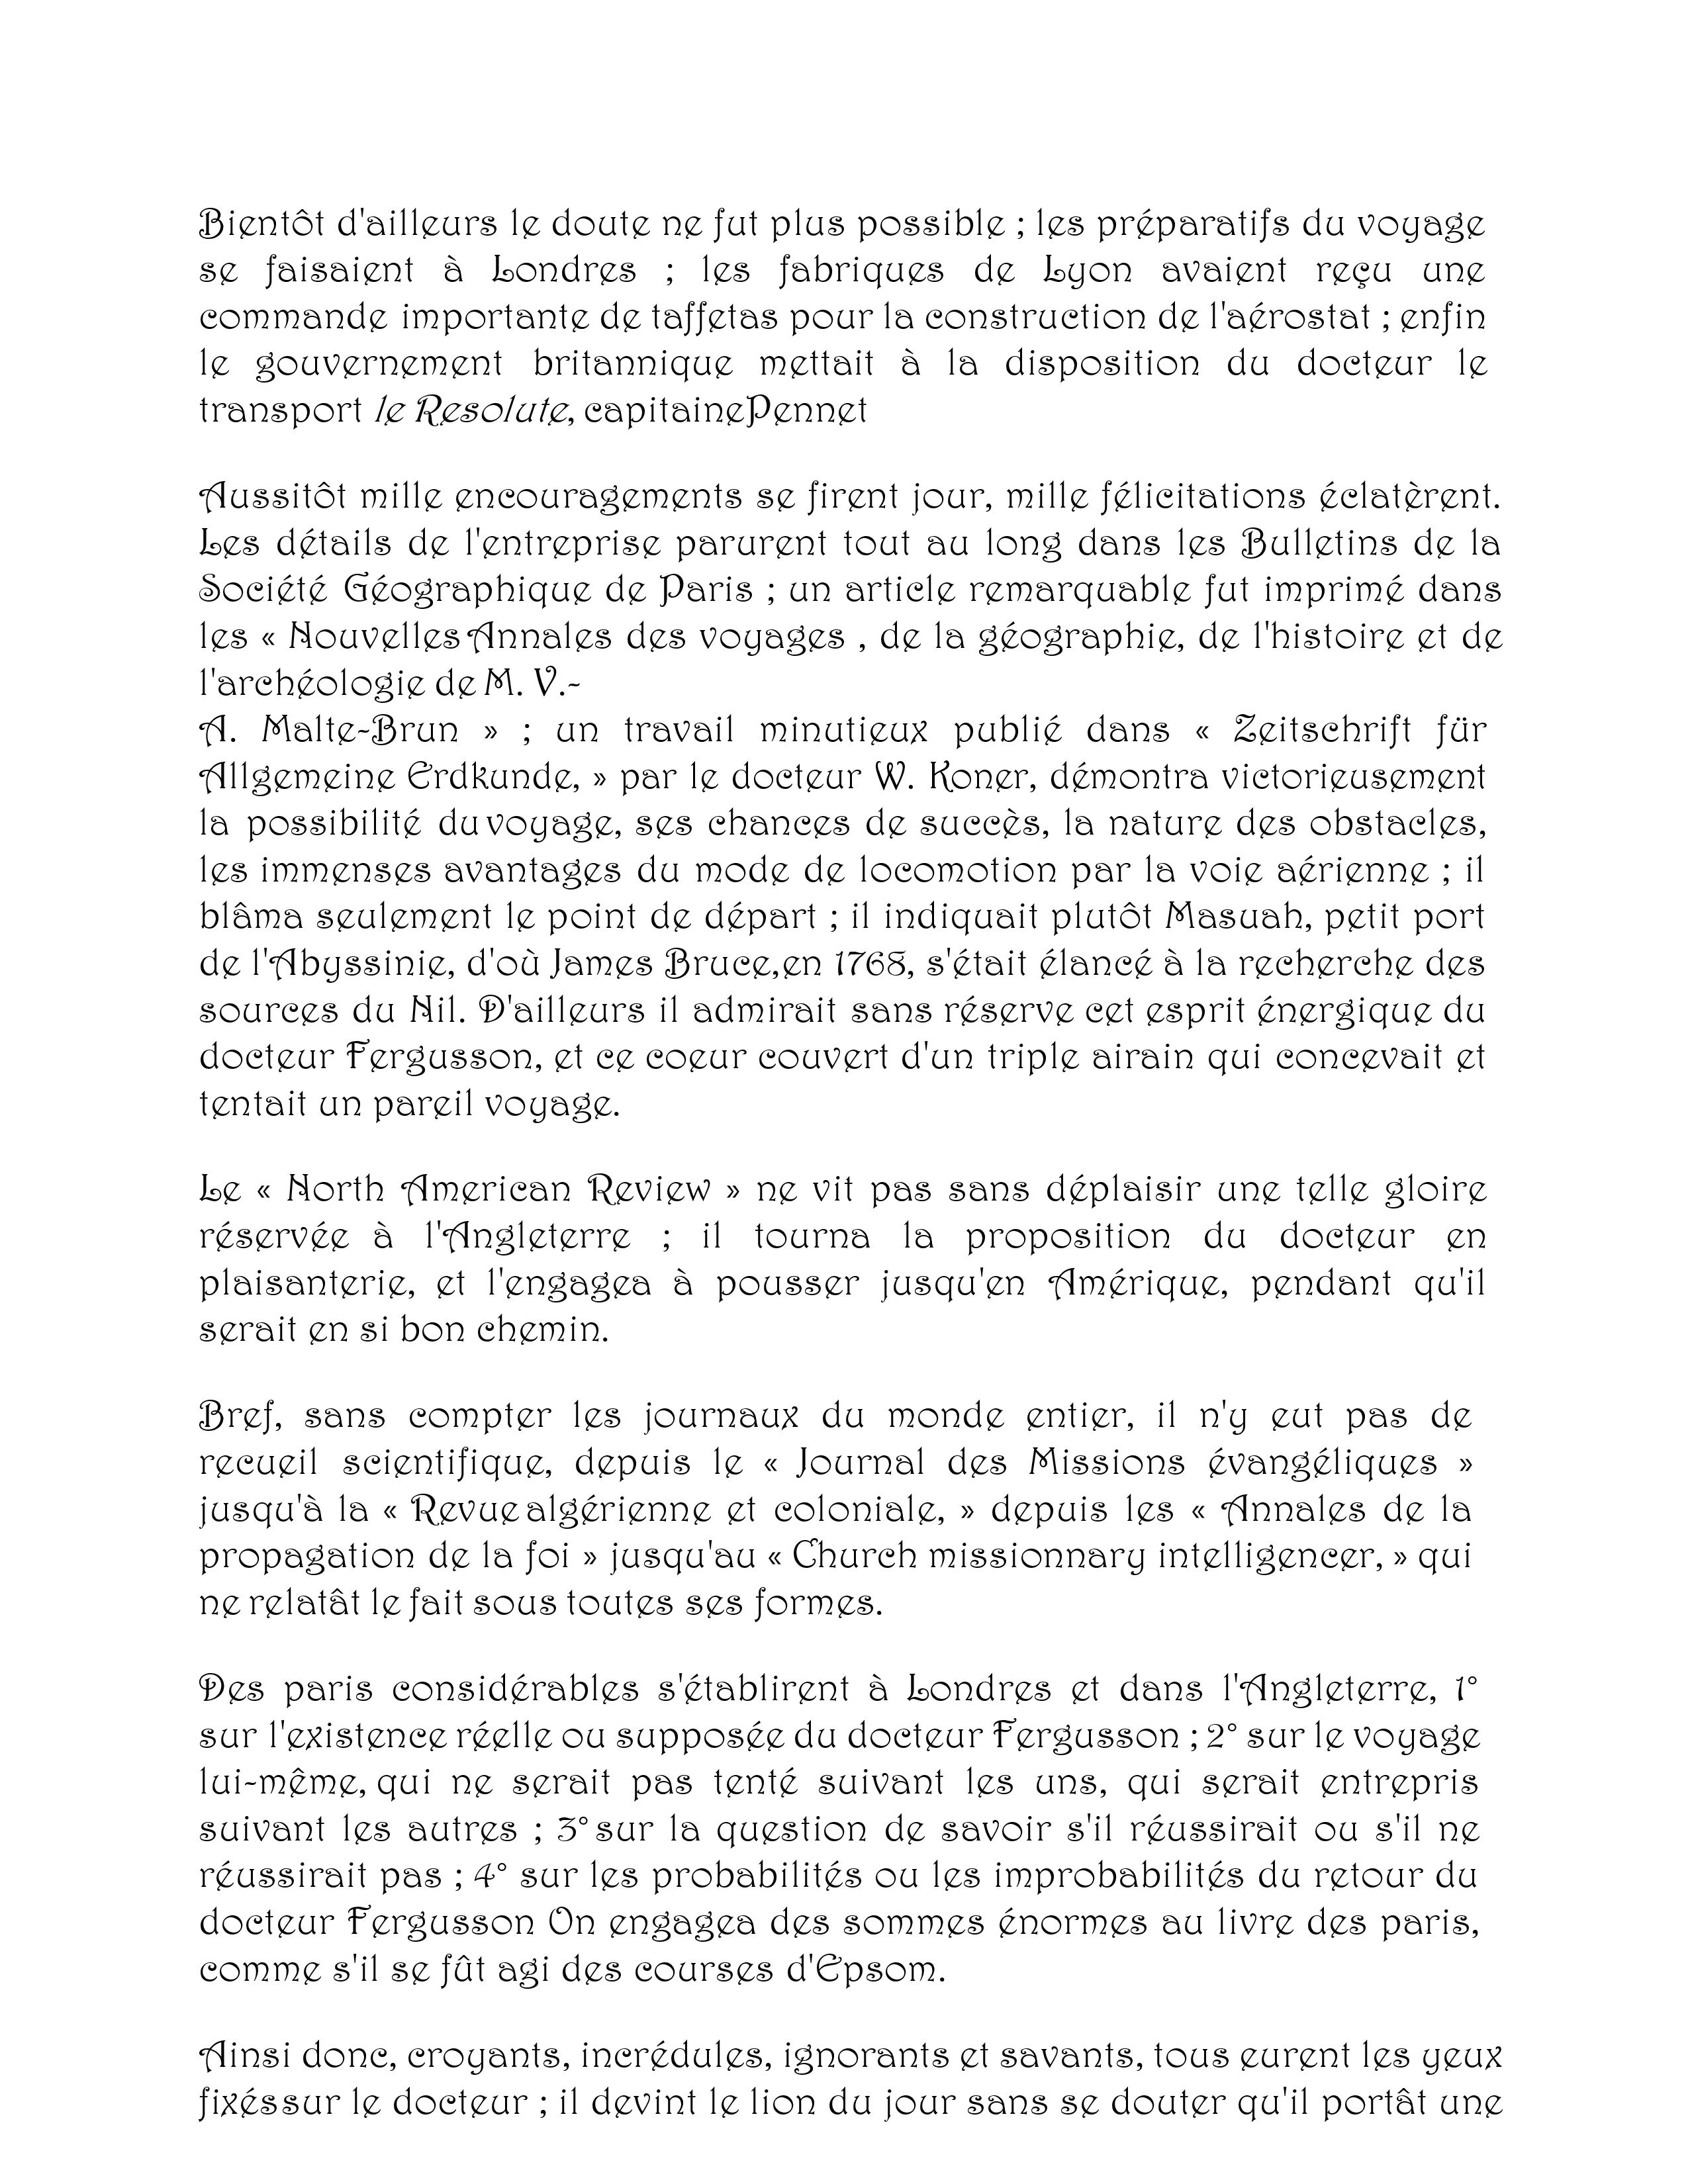 Bientôt d'ailleurs le doute ne fut plus possible ; les préparatifs du voyage
se faisaient à Londres ; les fabriques de Lyon avaient reçu une
commande importante de taffetas pour la construction de l'aérostat ; enfin
le gouvernement britannique mettait à la disposition du docteur le
transport le Resolute, capitainePennet
Aussitôt mille encouragements se firent jour, mille félicitations éclatèrent.
Les détails de l'entreprise parurent tout au long dans les Bulletins de la
Société Géographique de Paris ; un article remarquable fut imprimé dans
les « Nouvelles Annales des voyages , de la géographie, de l'histoire et de
l'archéologie de M. V.-
A. Malte-Brun » ; un travail minutieux publié dans « Zeitschrift für
Allgemeine Erdkunde, » par le docteur W. Koner, démontra victorieusement
la possibilité du voyage, ses chances de succès, la nature des obstacles,
les immenses avantages du mode de locomotion par la voie aérienne ; il
blâma seulement le point de départ ; il indiquait plutôt Masuah, petit port
de l'Abyssinie, d'où James Bruce,en 1768, s'était élancé à la recherche des
sources du Nil. D'ailleurs il admirait sans réserve cet esprit énergique du
docteur Fergusson, et ce coeur couvert d'un triple airain qui concevait et
tentait un pareil voyage.
Le « North American Review » ne vit pas sans déplaisir une telle gloire
réservée à l'Angleterre ; il tourna la proposition du docteur en
plaisanterie, et l'engagea à pousser jusqu'en Amérique, pendant qu'il
serait en si bon chemin.
Bref, sans compter les journaux du monde entier, il n'y eut pas de
recueil scientifique, depuis le « Journal des Missions évangéliques »
jusqu'à la « Revue algérienne et coloniale, » depuis les « Annales de la
propagation de la foi » jusqu'au « Church missionnary intelligencer, » qui
ne relatât le fait sous toutes ses formes.
Des paris considérables s'établirent à Londres et dans l'Angleterre, 1°
sur l'existence réelle ou supposée du docteur Fergusson ; 2° sur le voyage
lui-même, qui ne serait pas tenté suivant les uns, qui serait entrepris
suivant les autres ; 3° sur la question de savoir s'il réussirait ou s'il ne
réussirait pas ; 4° sur les probabilités ou les improbabilités du retour du
docteur Fergusson On engagea des sommes énormes au livre des paris,
comme s'il se fût agi des courses d'Epsom.
Ainsi donc, croyants, incrédules, ignorants et savants, tous eurent les yeux
fixéssur le docteur ; il devint le lion du jour sans se douter qu'il portât une